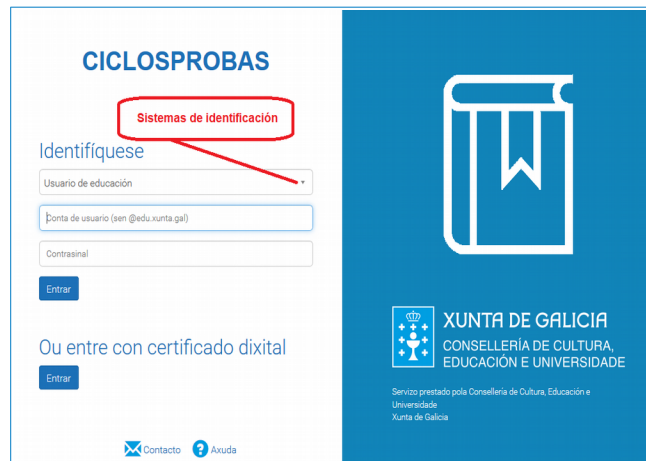 CICLOSPROBAS
Sistemas de identificación
Identifíquese
Usuario de educación
Conta de usuario (sen @edu.xunta.gal)
Contrasinal
Entrar
Ou entre con certificado dixital
Entrar
Contacto
Axuda
XUNTA DE GALICIA
CONSELLERÍA DE CULTURA,
EDUCACIÓN E UNIVERSIDADE
Servizo prestado pola Consellería de Cultura, Educación e
Universidade
Xunta de Galicia